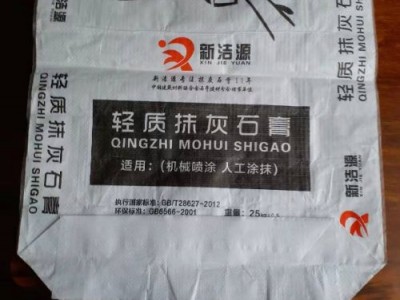 新洁源
XIN JIE YUAN
轻质抹灰石膏
QINGZHI MOHUI SHIGAO
适用：(机械喷涂 人工涂抹)
执行国家标准：GB/T28627-2012
环保标准：GB6566-2001
重量：25
轻质抹灰石膏
QINGZHI MOHUI SHIGAO
新洁源